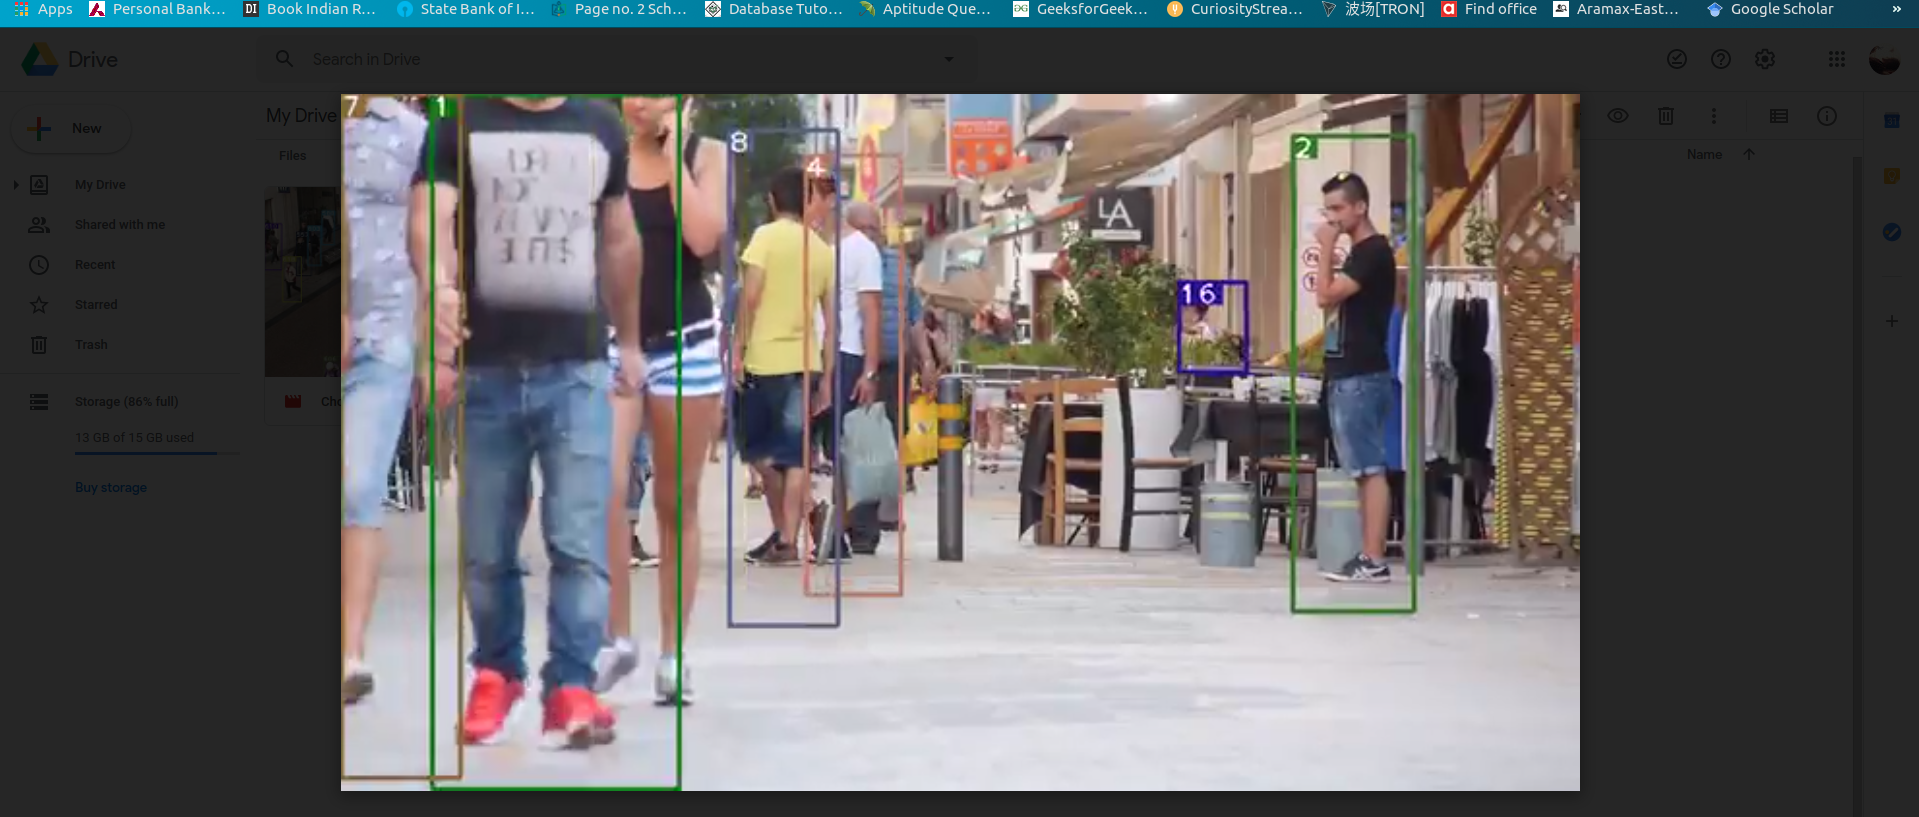 Apps
Personal Bank...
Book Indian R...
State Bank of I...
Page no. 2 Sch...
Database Tuto...
Aptitude Que...
GeeksforGeek...
CuriosityStrea...
波场[TRON]
Find office
Aramax-East...
Google Scholar
»
Drive
Search in Drive
New
My Drive
Files
Name
My Drive
Shared with me
Recent
Starred
Trash
Storage (86% full)
13 GB of 15 GB used
Buy storage
7
1
8
4
16
2
LA